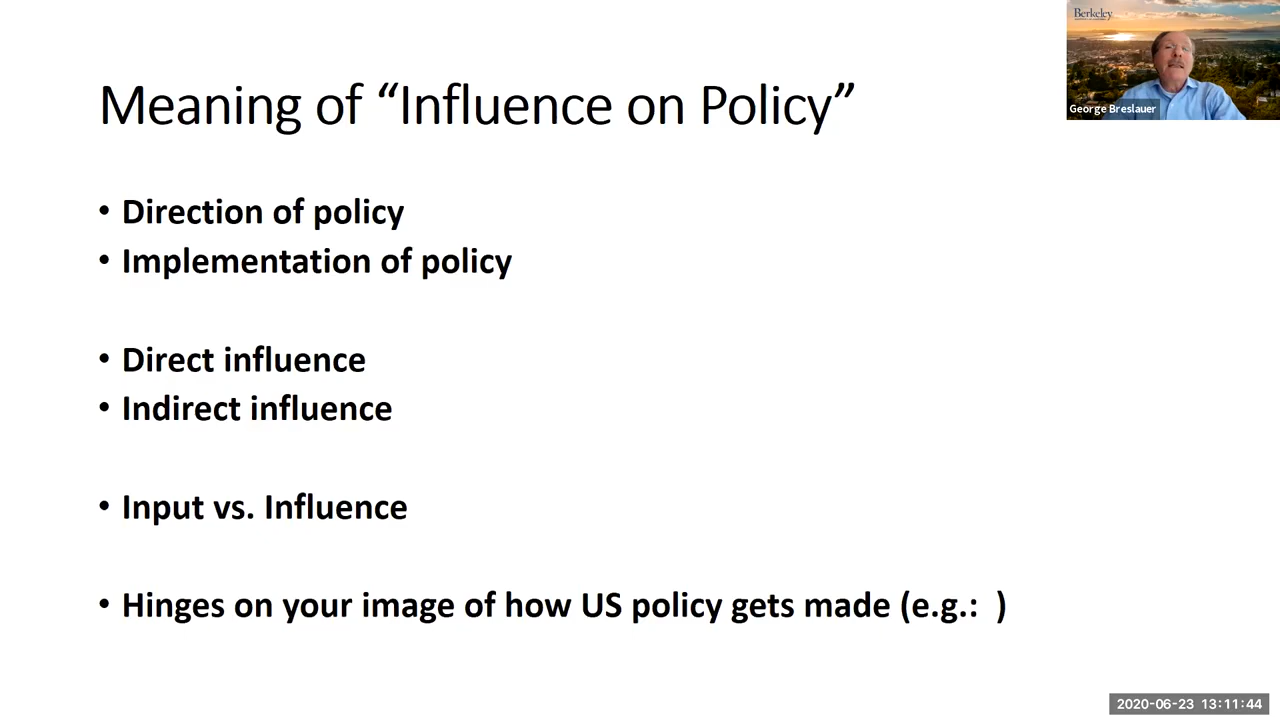 Meaning of “Influence on Policy”
Berkeley
George Breslauer
• Direction of policy
• Implementation of policy
• Direct influence
• Indirect influence
• Input vs. Influence
• Hinges on your image of how US policy gets made (e.g.:  )
2020-06-23 13:11:44